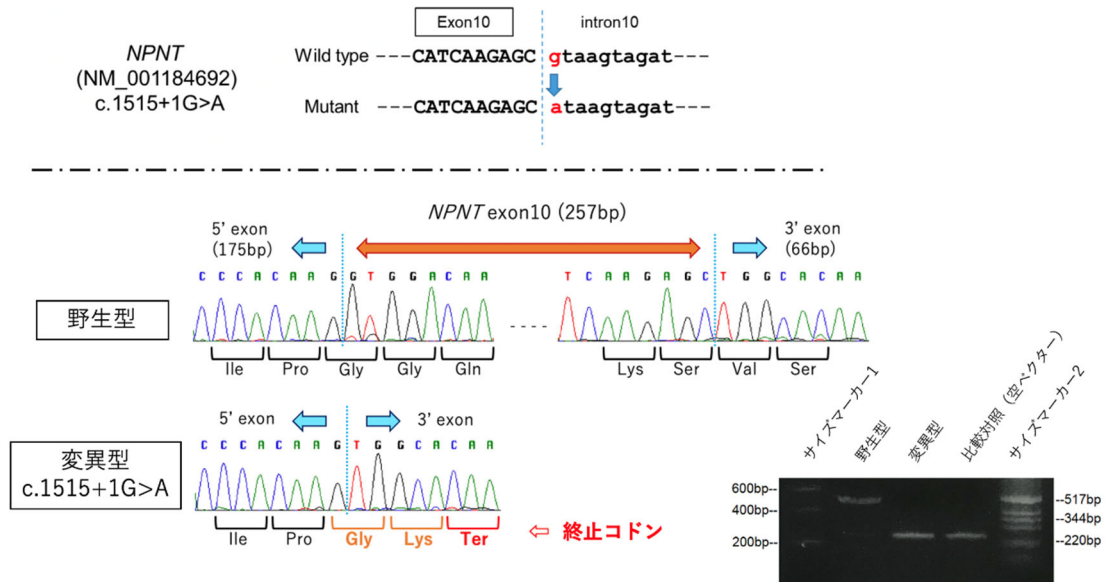 Exon10
intron10
NPNT
(NM_001184692)
c.1515+1G>A
Wild type ---CATCAAGAGC gtaagtagat---
Mutant ---CATCAAGAGC ataagtagat---
NPNT exon10 (257bp)
5' exon
(175bp)
3' exon
(66bp)
C C C A C A A G G T G G A C A A
T C A A G A G C T G G C A C A A
野生型
Ile Pro Gly Gly Gln
Lys Ser Val Ser
5' exon
3' exon
C C C A C A A G T G G C A C A A
変異型
c.1515+1G>A
Ile Pro Gly Lys Ter
⇦ 終止コドン
サイズマーカー1
野生型
変異型
比較対照（空ベクター）
サイズマーカー2
600bp--
400bp--
200bp--
--517bp
--344bp
--220bp